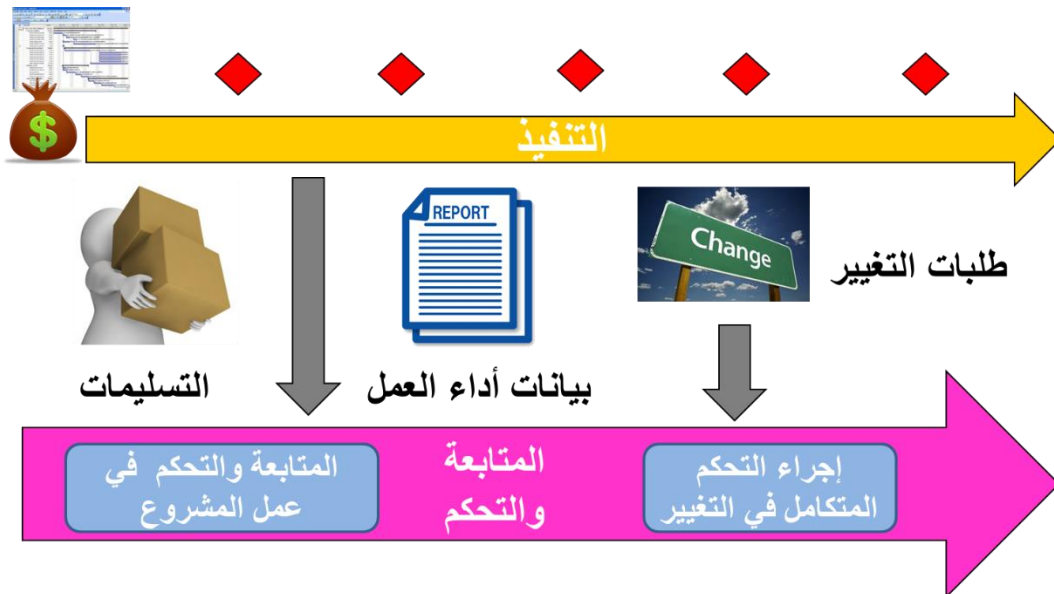 التنفيذ
REPORT
Change
طلبات التغيير
التسليمات
بيانات أداء العمل
المتابعة والتحكم في
عمل المشروع
المتابعة
والتحكم
إجراء التحكم
المتكامل في التغيير